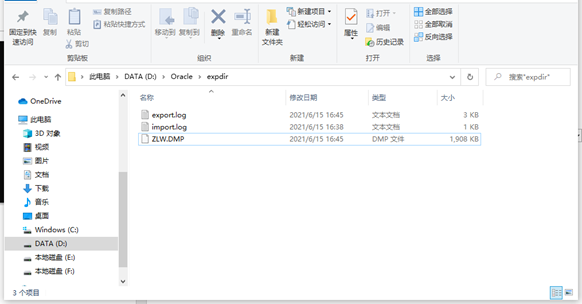 固定到快速访问
复制
粘贴
复制路径
粘贴快捷方式
剪切
剪贴板
移动到
复制到
删除
重命名
组织
新建文件夹
新建项目
轻松访问
新建
属性
打开
编辑
历史记录
打开
全部选择
全部取消
反向选择
选择
此电脑 > DATA (D:) > Oracle > expdir
搜索"expdir"
OneDrive
此电脑
3D 对象
视频
图片
文档
下载
音乐
桌面
Windows (C:)
DATA (D:)
本地磁盘 (E:)
本地磁盘 (F:)
名称 修改日期 类型 大小
export.log 2021/6/15 16:45 文本文档 3 KB
import.log 2021/6/15 16:38 文本文档 1 KB
ZLW.DMP 2021/6/15 16:45 DMP 文件 1,908 KB
3 个项目